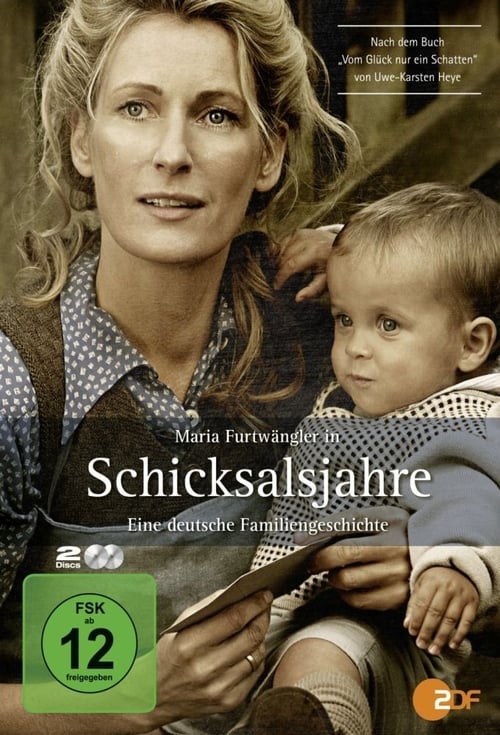 Nach dem Buch
„Vom Glück nur ein Schatten“
von Uwe-Karsten Heye
Maria Furtwängler in
Schicksalsjahre
Eine deutsche Familiengeschichte
2
Discs
FSK
ab
12
freigegeben
ZDF